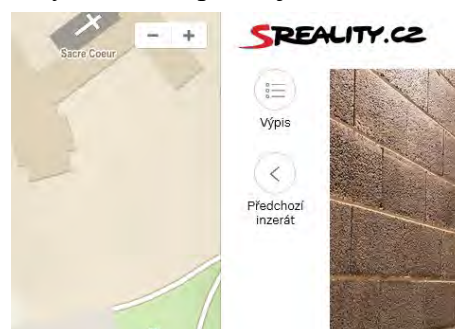 Sacre Coeur
− +
SREALITY.CZ
Výpis
Předchozí
inzerát